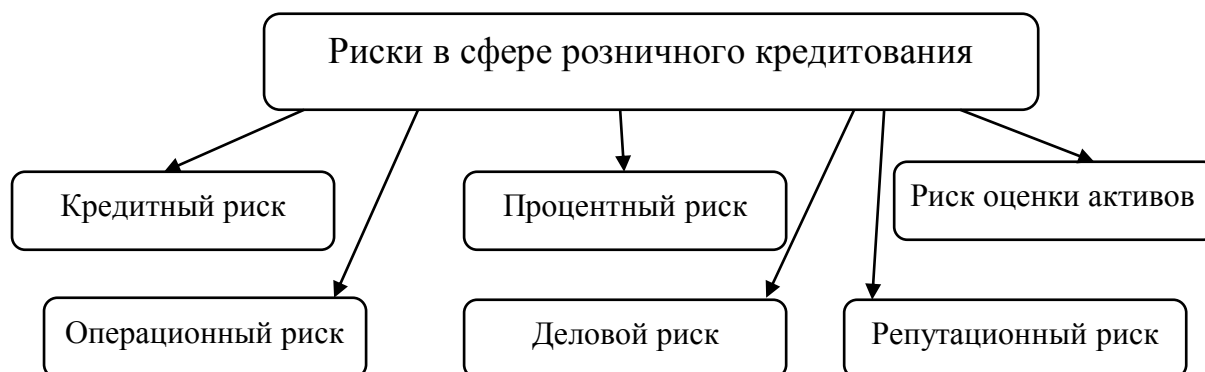 Риски в сфере розничного кредитования
Кредитный риск
Процентный риск
Риск оценки активов
Операционный риск
Деловой риск
Репутационный риск